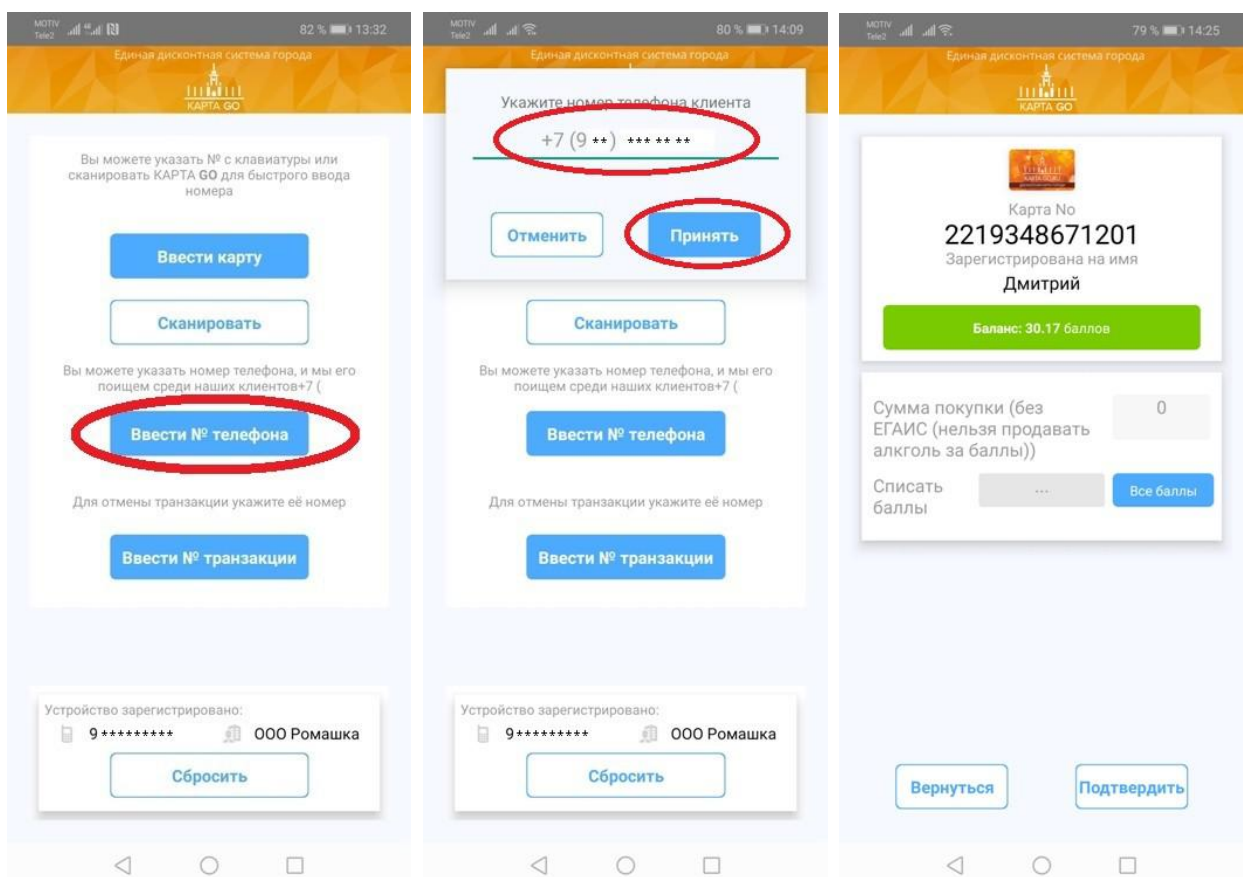 MOTIV
Tele2
4G
82 %
13:32
Единая дисконтная система города
КАРТА GO
Вы можете указать № с клавиатуры или
сканировать КАРТА GO для быстрого ввода
номера
Ввести карту
Сканировать
Вы можете указать номер телефона, и мы его
поищем среди наших клиентов+7 (
Ввести № телефона
Для отмены транзакции укажите её номер
Ввести № транзакции
Устройство зарегистрировано:
9********* ООО Ромашка
Сбросить
MOTIV
Tele2
80 %
14:09
Единая дисконтная система города
Укажите номер телефона клиента
+7 (9 **) *** ** **
Отменить Принять
Сканировать
Вы можете указать номер телефона, и мы его
поищем среди наших клиентов+7 (
Ввести № телефона
Для отмены транзакции укажите её номер
Ввести № транзакции
Устройство зарегистрировано:
9********* ООО Ромашка
Сбросить
MOTIV
Tele2
79 %
14:25
Единая дисконтная система города
КАРТА GO
Карта No
2219348671201
Зарегистрирована на имя
Дмитрий
Баланс: 30.17 баллов
Сумма покупки (без 0
ЕГАИС (нельзя продавать
алкголь за баллы))
Списать ... Все баллы
баллы
Вернуться Подтвердить